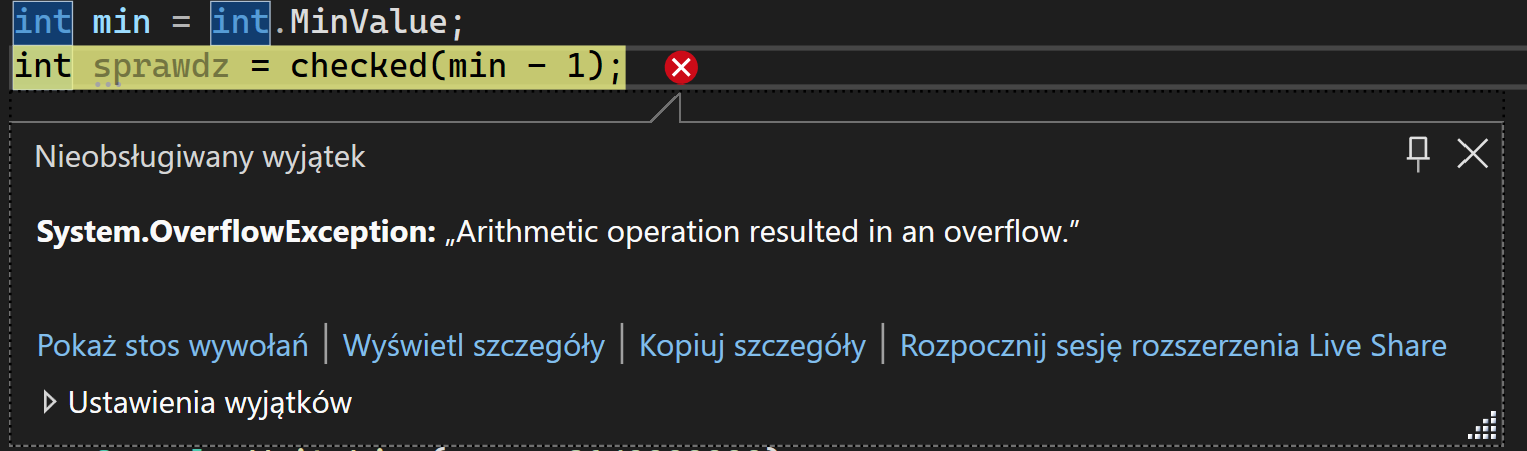 int min = int.MinValue;
int sprawdz = checked(min - 1);
Nieobsługiwany wyjątek
System.OverflowException: „Arithmetic operation resulted in an overflow.”
Pokaż stos wywołań | Wyświetl szczegóły | Kopiuj szczegóły | Rozpocznij sesję rozszerzenia Live Share
Ustawienia wyjątków